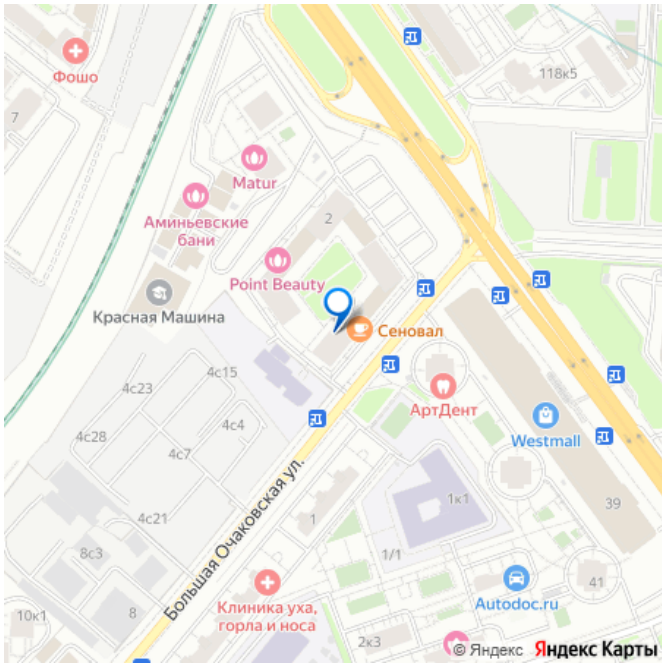 118к5
Фошо
7
Matur
Аминьевские
бани
2
Point Beauty
Красная Машина
Сеновал
4с15
4с23
АртДент
4с4
4с28
Westmall
4с7
Большая Очаковская ул.
1к1
39
4с21
1
8с3
1/1
41
Клиника уха,
горла и носа
Autodoc.ru
10к1
8
2к3
© Яндекс Яндекс Карты